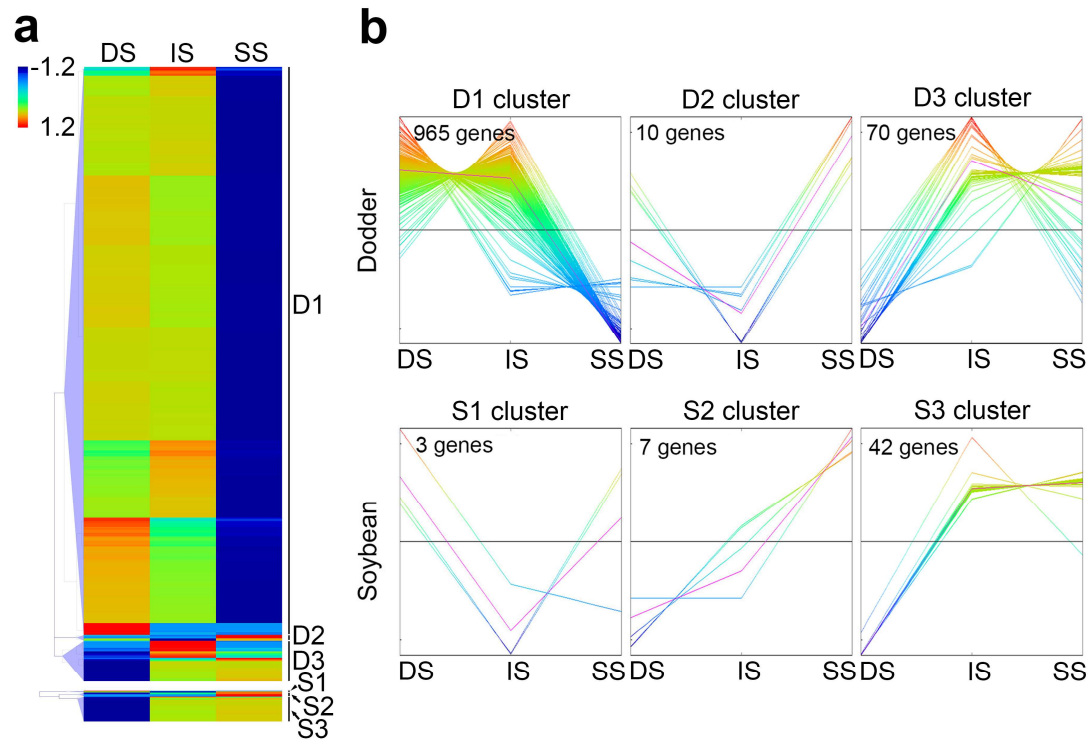 a
DS IS SS
-1.2
1.2
D1
D2
D3
S1
S2
S3
b
D1 cluster D2 cluster D3 cluster
965 genes 10 genes 70 genes
Dodder
DS IS SS DS IS SS DS IS SS
S1 cluster S2 cluster S3 cluster
3 genes 7 genes 42 genes
Soybean
DS IS SS DS IS SS DS IS SS